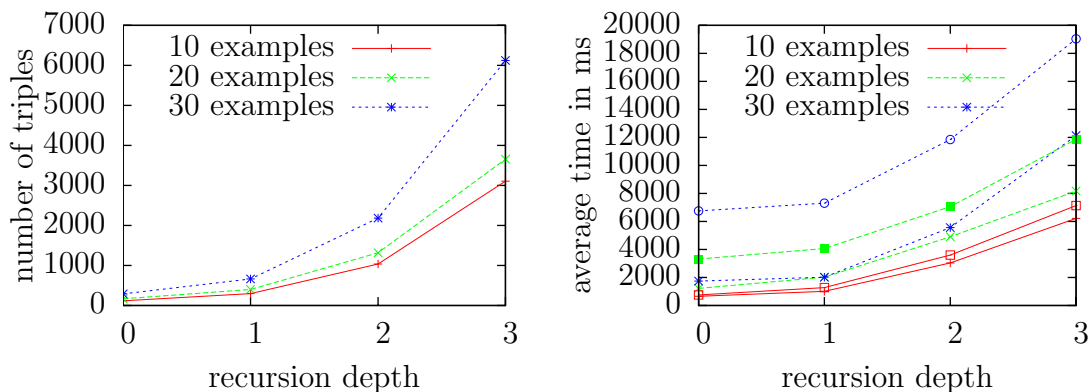 number of triples
7000
6000
5000
4000
3000
2000
1000
0
10 examples
20 examples
30 examples
0 1 2 3
recursion depth
average time in ms
20000
18000
16000
14000
12000
10000
8000
6000
4000
2000
0
10 examples
20 examples
30 examples
0 1 2 3
recursion depth